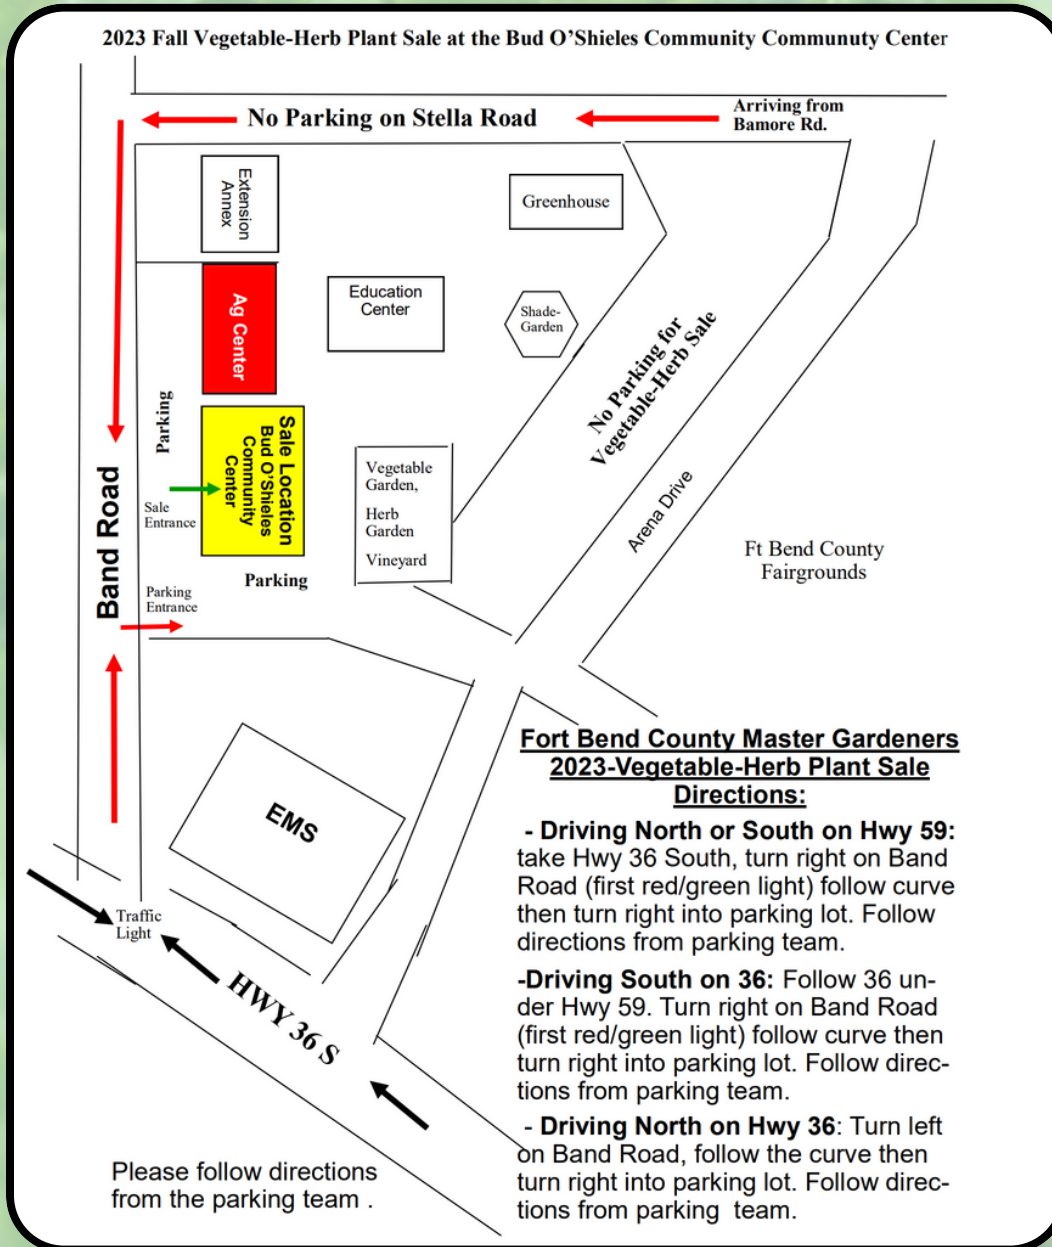 2023 Fall Vegetable-Herb Plant Sale at the Bud O'Shieles Community Communuty Center
No Parking on Stella Road
Arriving from
Bamore Rd.
Extension
Annex
Greenhouse
Ag Center
Education
Center
Shade-
Garden
No Parking for
Vegetable-Herb Sale
Parking
Sale Location
Bud O'Shieles
Community
Center
Sale
Entrance
Vegetable
Garden,
Herb
Garden
Vineyard
Arena Drive
Ft Bend County
Fairgrounds
Band Road
Parking
Parking
Entrance
EMS
Traffic
Light
HWY 36 S
Fort Bend County Master Gardeners
2023-Vegetable-Herb Plant Sale
Directions:
- Driving North or South on Hwy 59:
take Hwy 36 South, turn right on Band
Road (first red/green light) follow curve
then turn right into parking lot. Follow
directions from parking team.
-Driving South on 36: Follow 36 un-
der Hwy 59. Turn right on Band Road
(first red/green light) follow curve then
turn right into parking lot. Follow direc-
tions from parking team.
- Driving North on Hwy 36: Turn left
on Band Road, follow the curve then
turn right into parking lot. Follow direc-
tions from parking team.
Please follow directions
from the parking team .